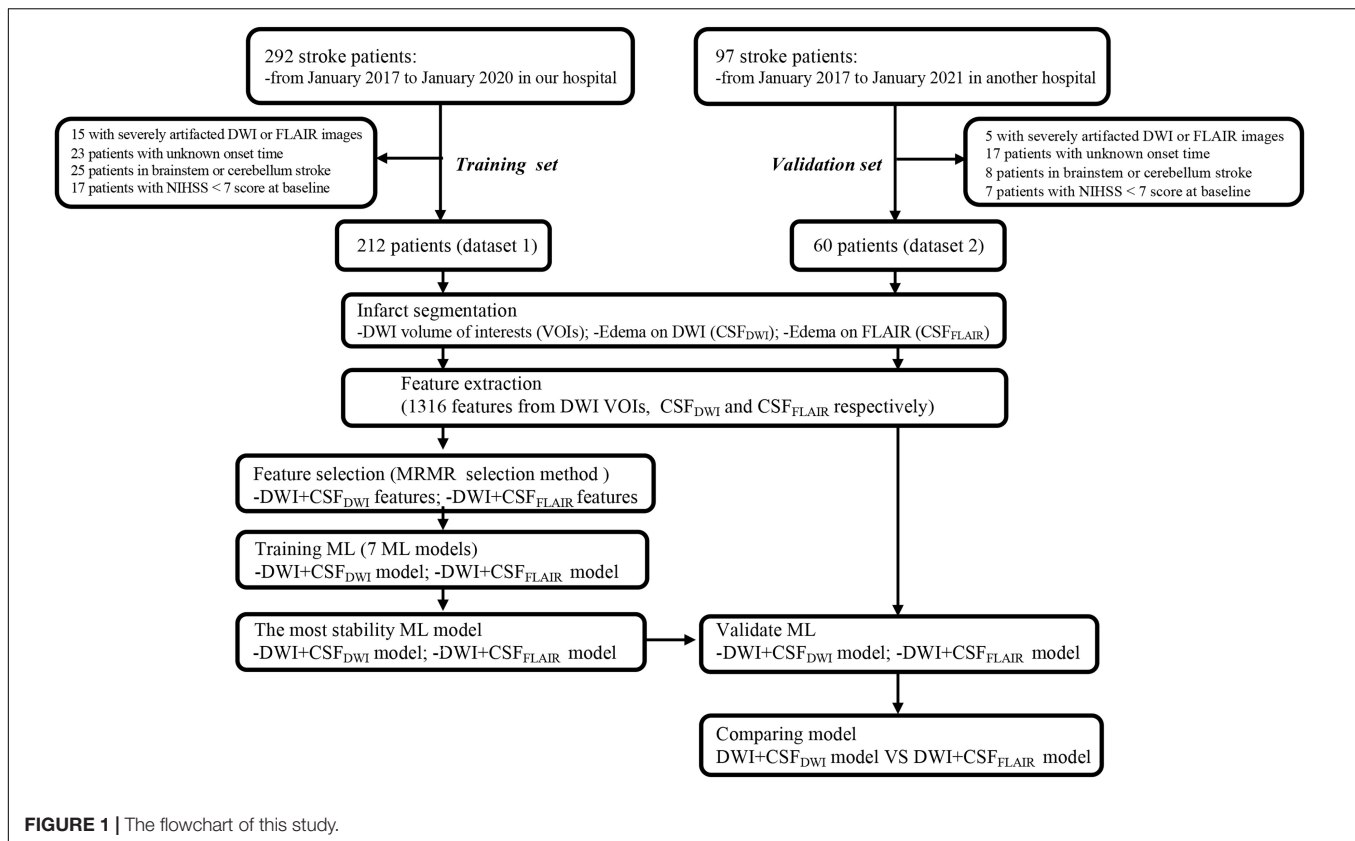 292 stroke patients:
-from January 2017 to January 2020 in our hospital
97 stroke patients:
-from January 2017 to January 2021 in another hospital
15 with severely artifacted DWI or FLAIR images
23 patients with unknown onset time
25 patients in brainstem or cerebellum stroke
17 patients with NIHSS < 7 score at baseline
Training set
Validation set
5 with severely artifacted DWI or FLAIR images
17 patients with unknown onset time
8 patients in brainstem or cerebellum stroke
7 patients with NIHSS < 7 score at baseline
212 patients (dataset 1)
60 patients (dataset 2)
Infarct segmentation
-DWI volume of interests (VOIs); -Edema on DWI (CSFDWI); -Edema on FLAIR (CSFFLAIR)
Feature extraction
(1316 features from DWI VOIs, CSFDWI and CSFFLAIR respectively)
Feature selection (MRMR selection method )
-DWI+CSFDWI features; -DWI+CSFFLAIR features
Training ML (7 ML models)
-DWI+CSFDWI model; -DWI+CSFFLAIR model
The most stability ML model
-DWI+CSFDWI model; -DWI+CSFFLAIR model
Validate ML
-DWI+CSFDWI model; -DWI+CSFFLAIR model
Comparing model
DWI+CSFDWI model VS DWI+CSFFLAIR model
FIGURE 1 | The flowchart of this study.